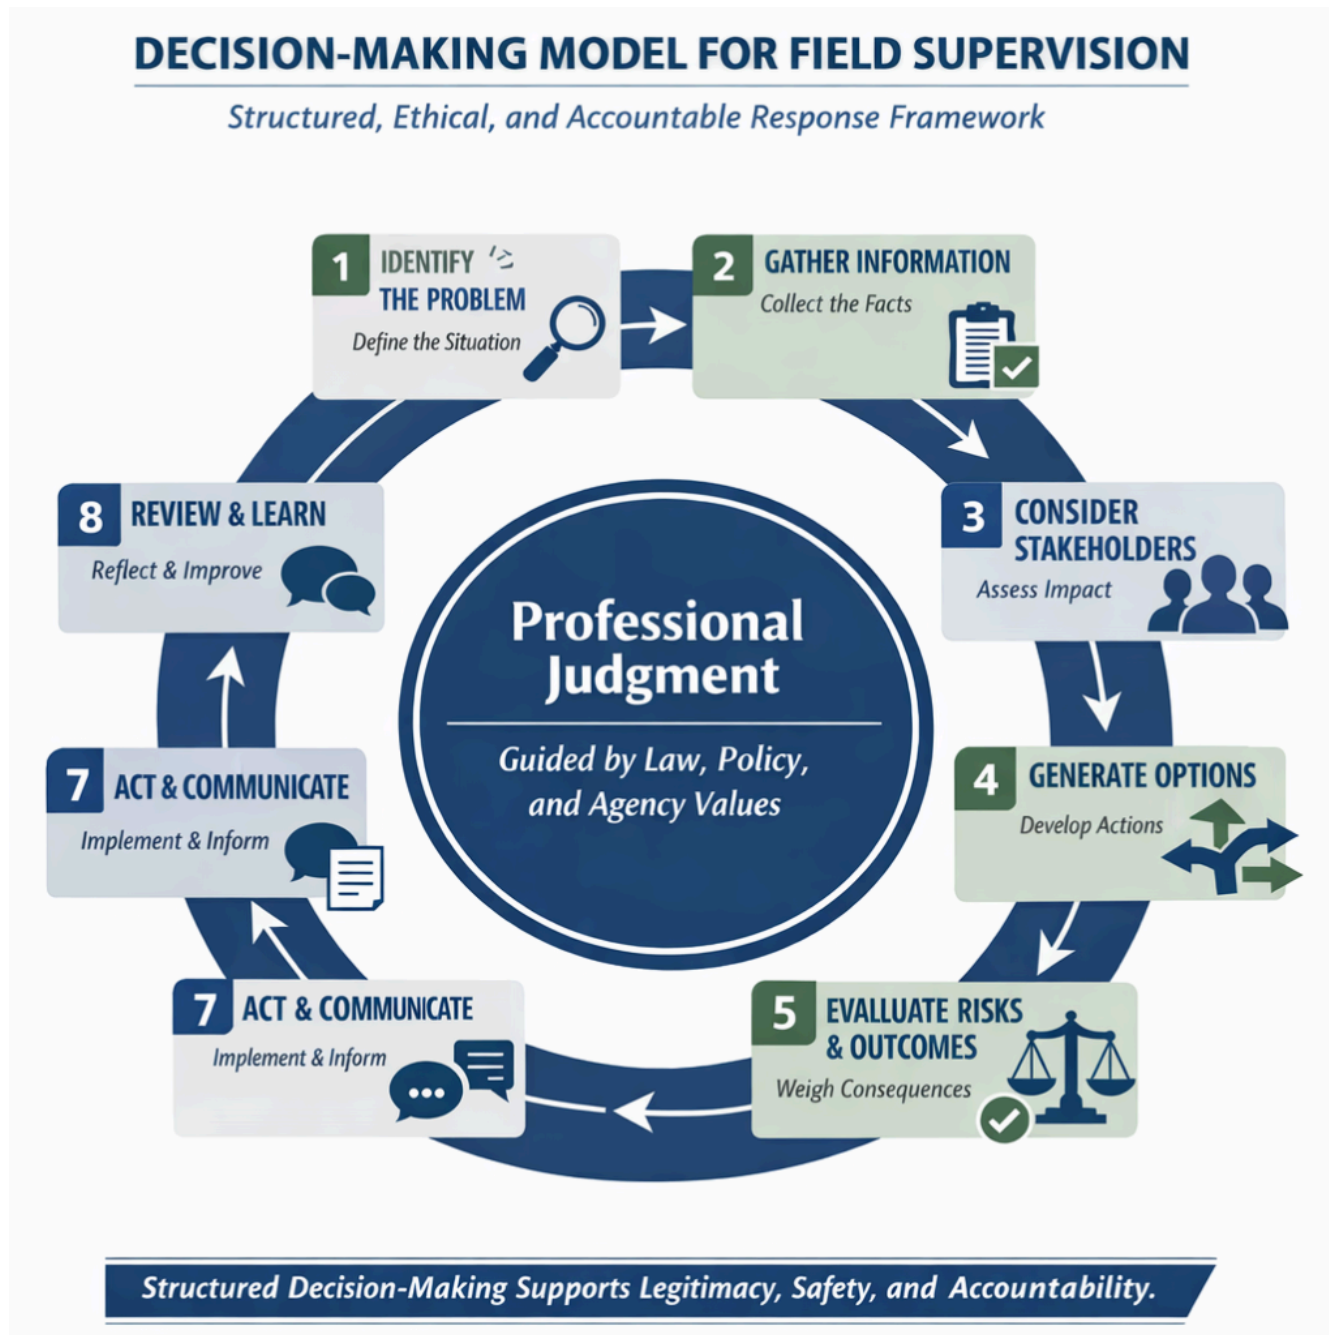 DECISION-MAKING MODEL FOR FIELD SUPERVISION
Structured, Ethical, and Accountable Response Framework
1
IDENTIFY
THE PROBLEM
Define the Situation
2
GATHER INFORMATION
Collect the Facts
3
CONSIDER
STAKEHOLDERS
Assess Impact
4
GENERATE OPTIONS
Develop Actions
5
EVALLUATE RISKS
& OUTCOMES
Weigh Consequences
7
ACT & COMMUNICATE
Implement & Inform
7
ACT & COMMUNICATE
Implement & Inform
8
REVIEW & LEARN
Reflect & Improve
Professional
Judgment
Guided by Law, Policy,
and Agency Values
Structured Decision-Making Supports Legitimacy, Safety, and Accountability.